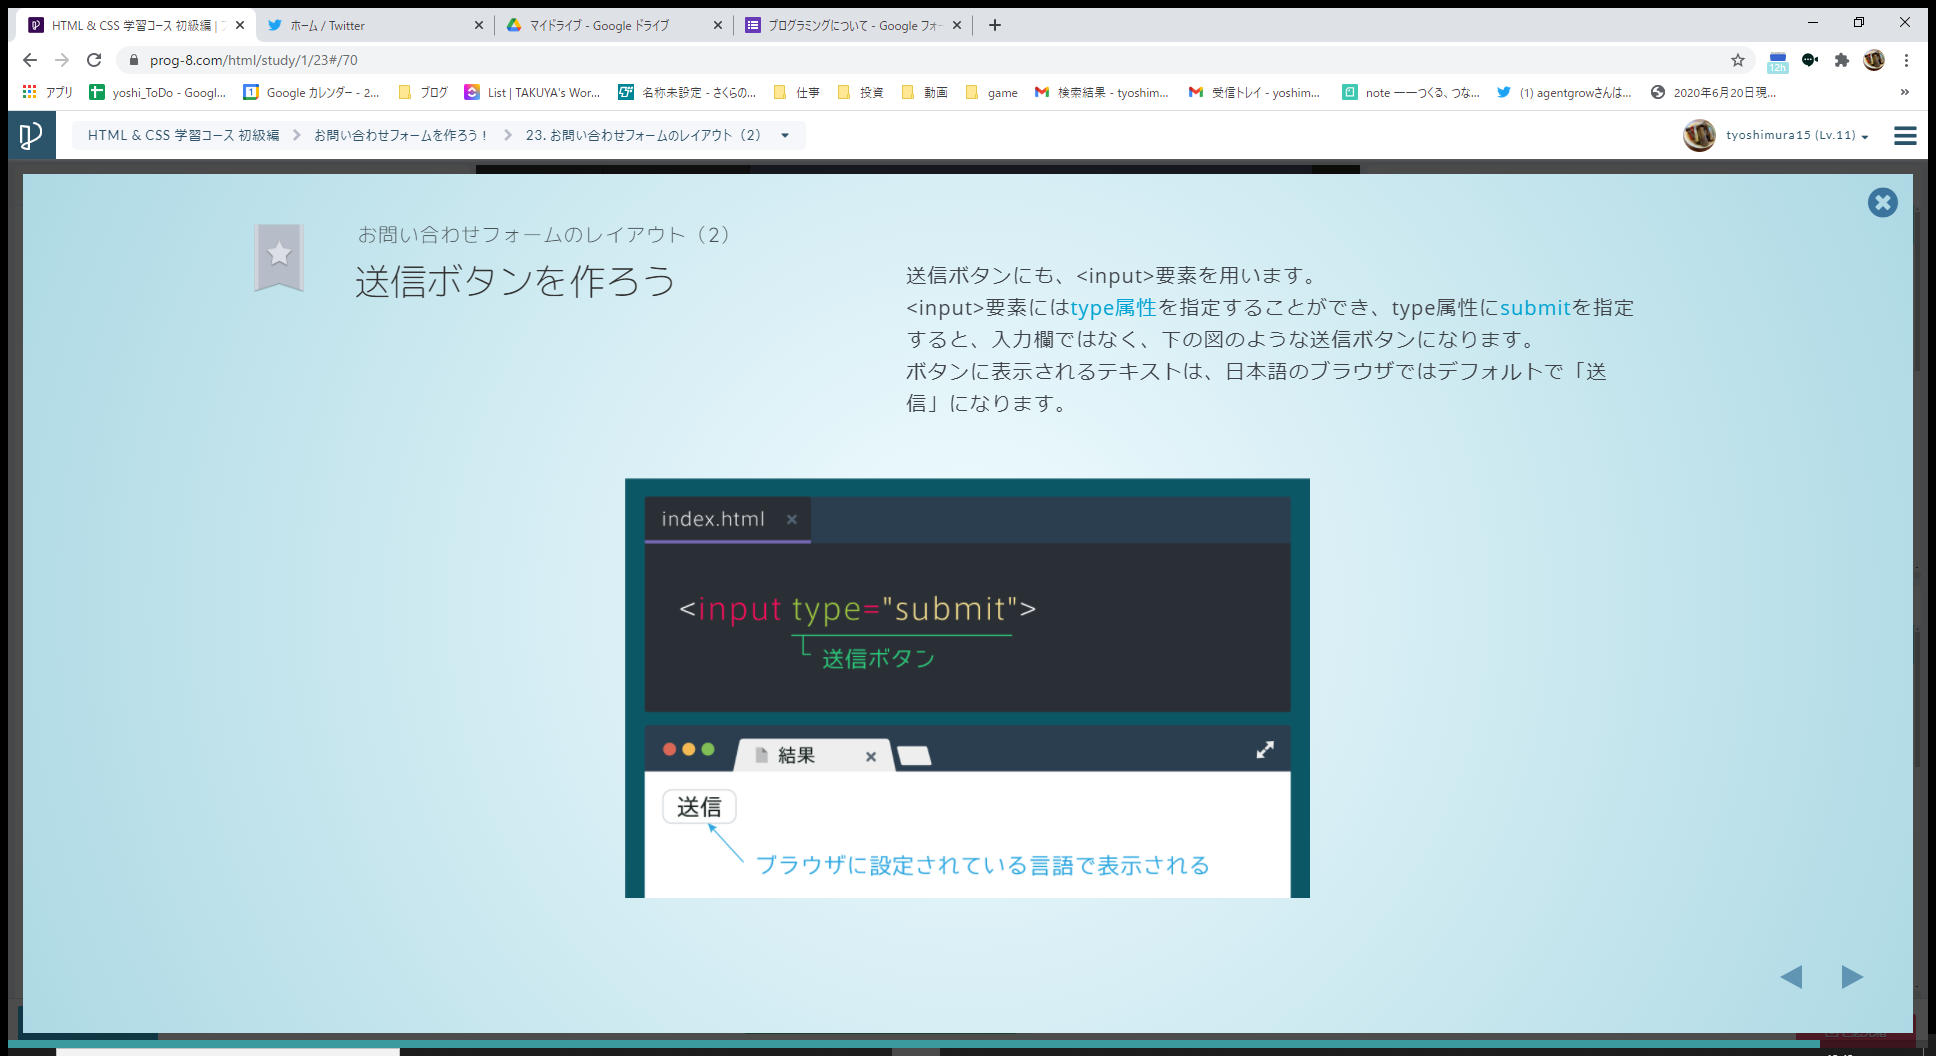 HTML & CSS 学習コース 初級編 |
ホーム / Twitter
マイドライブ - Google ドライブ
プログラミングについて - Google フォー
prog-8.com/html/study/1/23#/70
12h
アプリ
yoshi_ToDo - Googl...
Google カレンダー - 2...
ブログ
List | TAKUYA's Wor...
名称未設定 - さくらの...
仕事
投資
動画
game
検索結果 - tyoshim...
受信トレイ - yoshim...
note ーーつくる、つな...
(1) agentgrowさんは...
2020年6月20日現...
»
HTML & CSS 学習コース 初級編
お問い合わせフォームを作ろう！
23. お問い合わせフォームのレイアウト（2）
tyoshimura15 (Lv.11)
お問い合わせフォームのレイアウト（2）
送信ボタンを作ろう
送信ボタンにも、<input>要素を用います。
<input>要素にはtype属性を指定することができ、type属性にsubmitを指定
すると、入力欄ではなく、下の図のような送信ボタンになります。
ボタンに表示されるテキストは、日本語のブラウザではデフォルトで「送
信」になります。
index.html
<input type="submit">
送信ボタン
結果
送信
ブラウザに設定されている言語で表示される